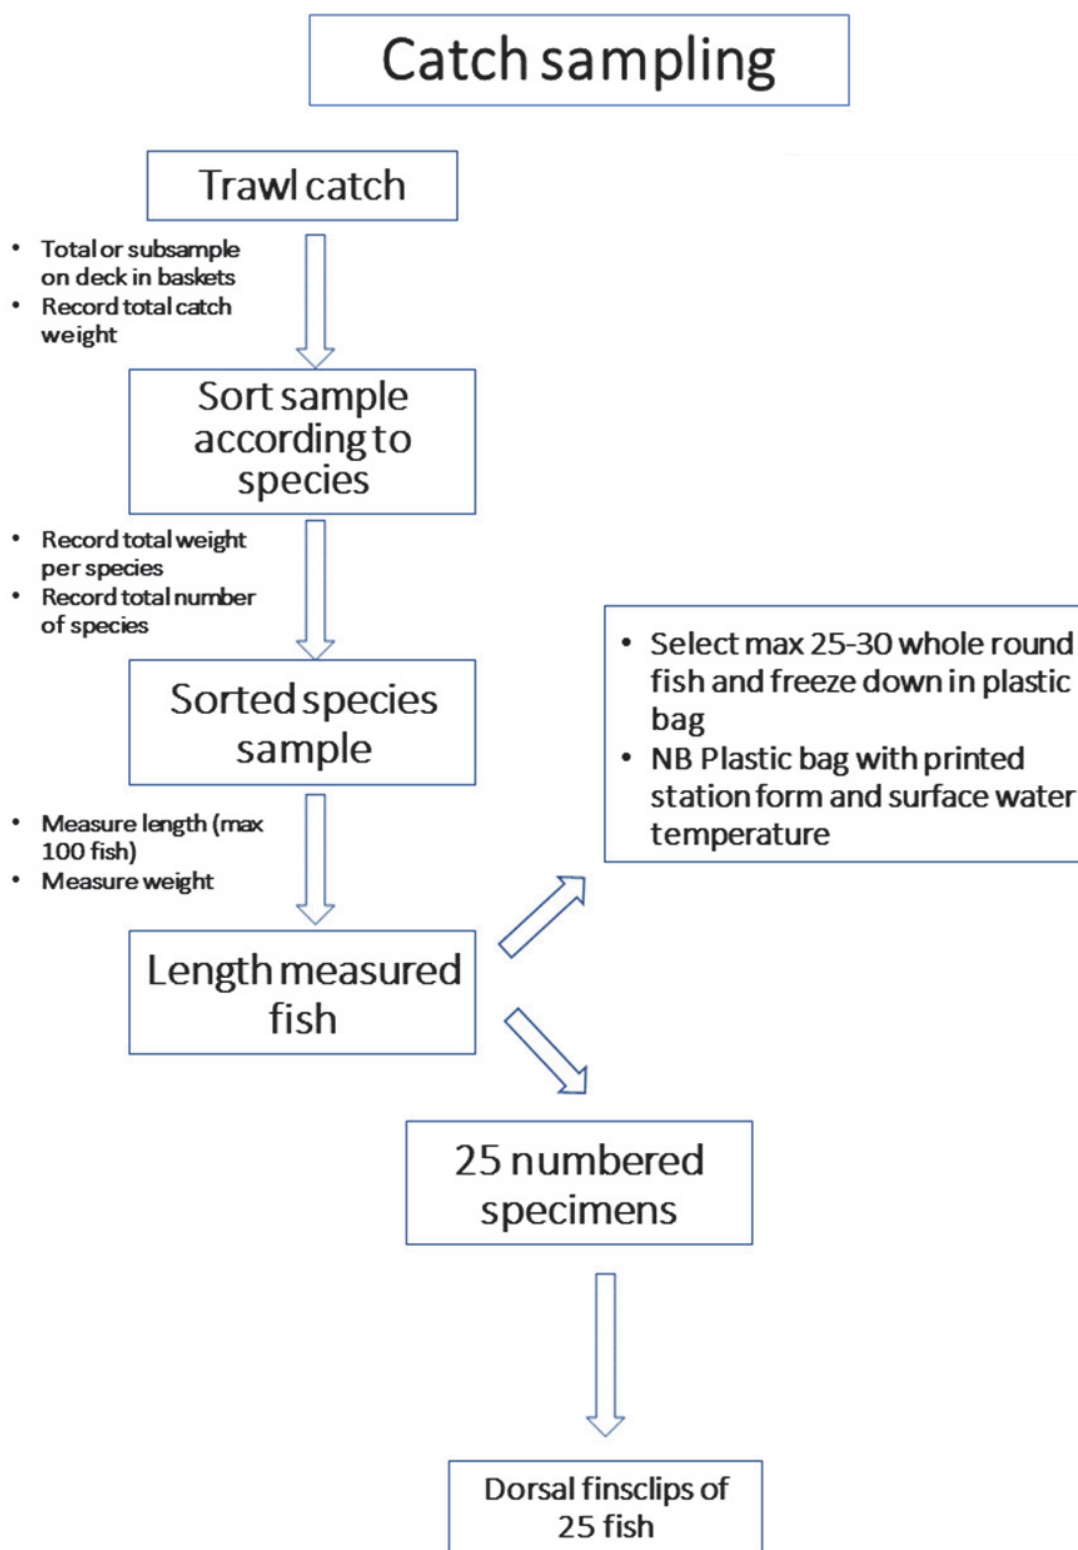 Catch sampling
Trawl catch
• Total or subsample
on deck in baskets
• Record total catch
weight
Sort sample
according to
species
• Record total weight
per species
• Record total number
of species
Sorted species
sample
• Select max 25-30 whole round
fish and freeze down in plastic
bag
• NB Plastic bag with printed
station form and surface water
temperature
• Measure length (max
100 fish)
• Measure weight
Length measured
fish
25 numbered
specimens
Dorsal finsclips of
25 fish